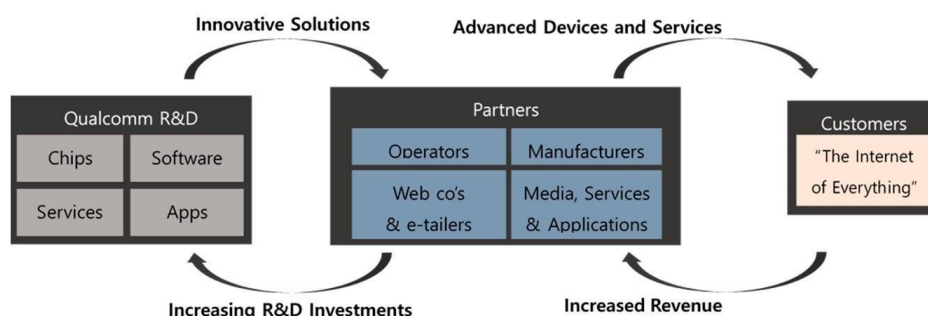 Innovative Solutions
Advanced Devices and Services
Qualcomm R&D
Chips
Software
Services
Apps
Partners
Operators
Manufacturers
Web co's
& e-tailers
Media, Services
& Applications
Customers
"The Internet
of Everything"
Increasing R&D Investments
Increased Revenue